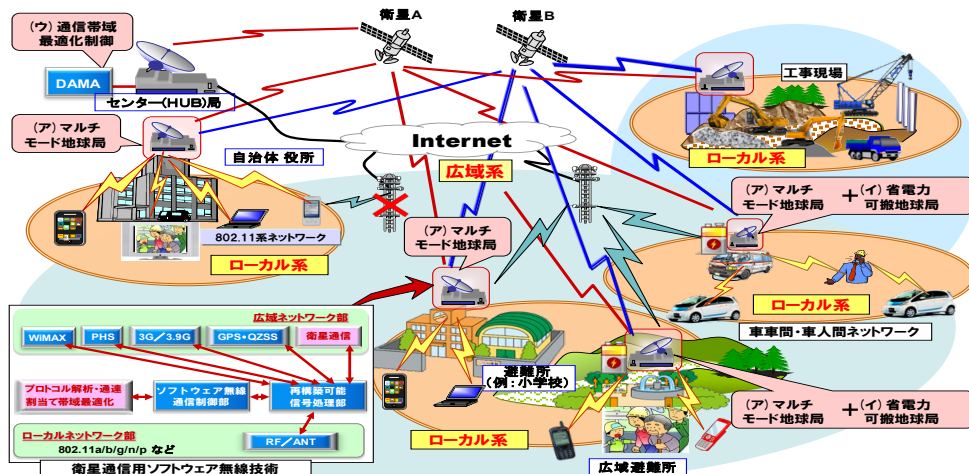 衛星A
衛星B
(ウ)通信帯域
最適化制御
DAMA
センター(HUB)局
(ア)マルチ
モード地球局
自治体 役所
Internet
広域系
工事現場
ローカル系
802.11系ネットワーク
ローカル系
(ア)マルチ
モード地球局
(ア)マルチ
モード地球局
+(イ)省電力
可搬地球局
ローカル系
車車間・車人間ネットワーク
広域ネットワーク部
WiMAX
PHS
3G/3.9G
GPS・QZSS
衛星通信
プロトコル解析・通達
割当て帯域最適化
ソフトウェア無線
通信制御部
再構築可能
信号処理部
ローカルネットワーク部
802.11a/b/g/n/p など
RF/ANT
衛星通信用ソフトウェア無線技術
避難所
(例:小学校)
ローカル系
広域避難所
(ア)マルチ
モード地球局
+(イ)省電力
可搬地球局